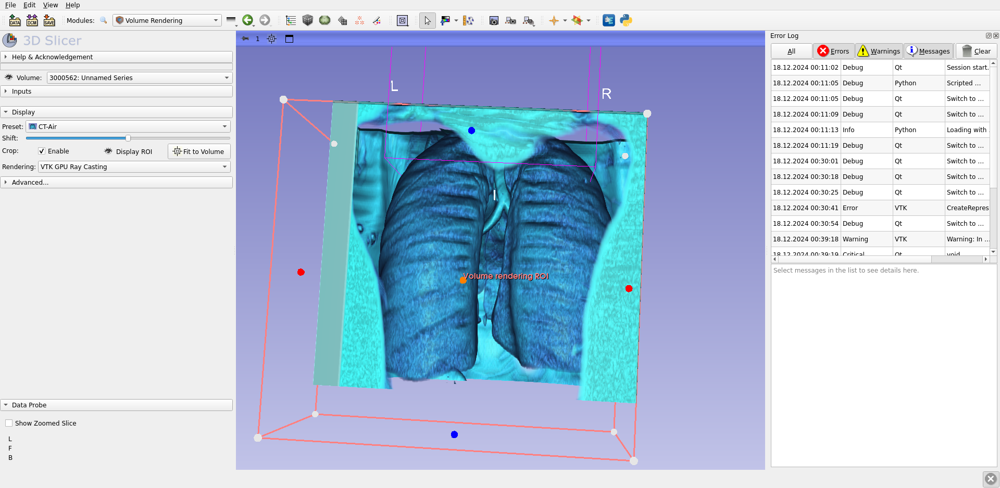 File Edit View Help
DATA DCM SAVE Modules: Volume Rendering
1
3D Slicer
Help & Acknowledgement
Volume: 3000562: Unnamed Series
Inputs
Display
Preset: CT-Air
Shift:
Crop: Enable Display ROI Fit to Volume
Rendering: VTK GPU Ray Casting
Advanced...
Data Probe
Show Zoomed Slice
L
F
B
L
R
I
Volume rendering ROI
Error Log
All Errors Warnings Messages Clear
18.12.2024 00:11:02 Debug Qt Session start.
18.12.2024 00:11:05 Debug Python Scripted ...
18.12.2024 00:11:05 Debug Qt Switch to ...
18.12.2024 00:11:09 Debug Qt Switch to ...
18.12.2024 00:11:13 Info Python Loading with
18.12.2024 00:11:19 Debug Qt Switch to ...
18.12.2024 00:30:01 Debug Qt Switch to ...
18.12.2024 00:30:18 Debug Qt Switch to ...
18.12.2024 00:30:25 Debug Qt Switch to ...
18.12.2024 00:30:41 Error VTK CreateRepres
18.12.2024 00:30:54 Debug Qt Switch to ...
18.12.2024 00:39:18 Warning VTK Warning: In ...
18.12.2024 00:39:19 Critical Qt void
Select messages in the list to see details here.